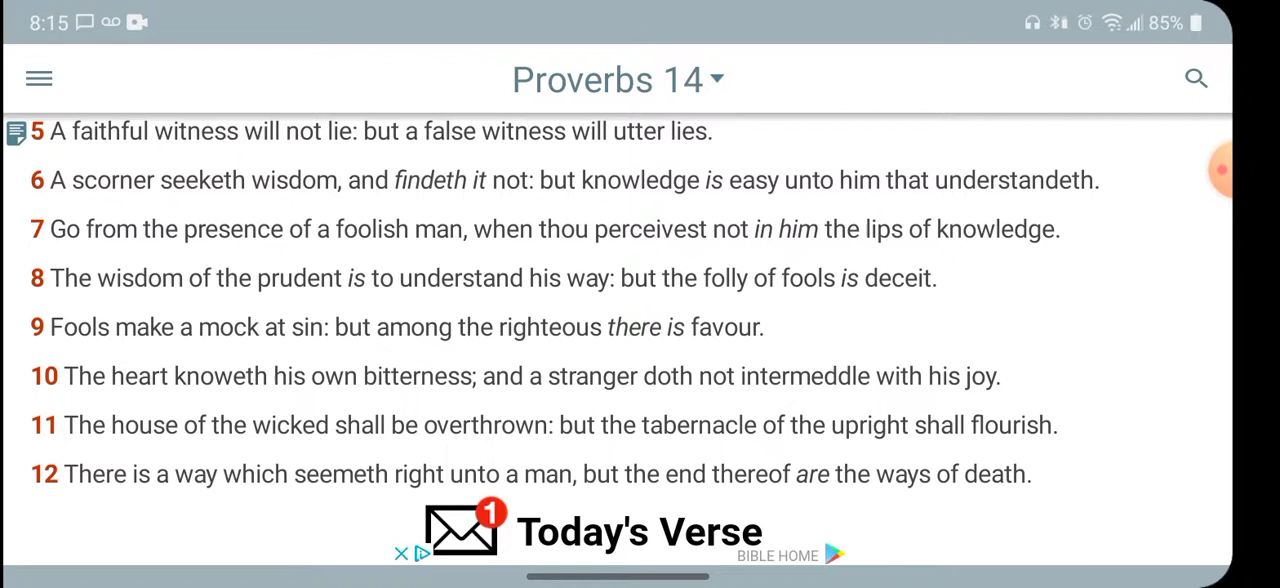 8:15 85%
Proverbs 14
5 A faithful witness will not lie: but a false witness will utter lies.
6 A scorner seeketh wisdom, and findeth it not: but knowledge is easy unto him that understandeth.
7 Go from the presence of a foolish man, when thou perceivest not in him the lips of knowledge.
8 The wisdom of the prudent is to understand his way: but the folly of fools is deceit.
9 Fools make a mock at sin: but among the righteous there is favour.
10 The heart knoweth his own bitterness; and a stranger doth not intermeddle with his joy.
11 The house of the wicked shall be overthrown: but the tabernacle of the upright shall flourish.
12 There is a way which seemeth right unto a man, but the end thereof are the ways of death.
1 Today's Verse
BIBLE HOME